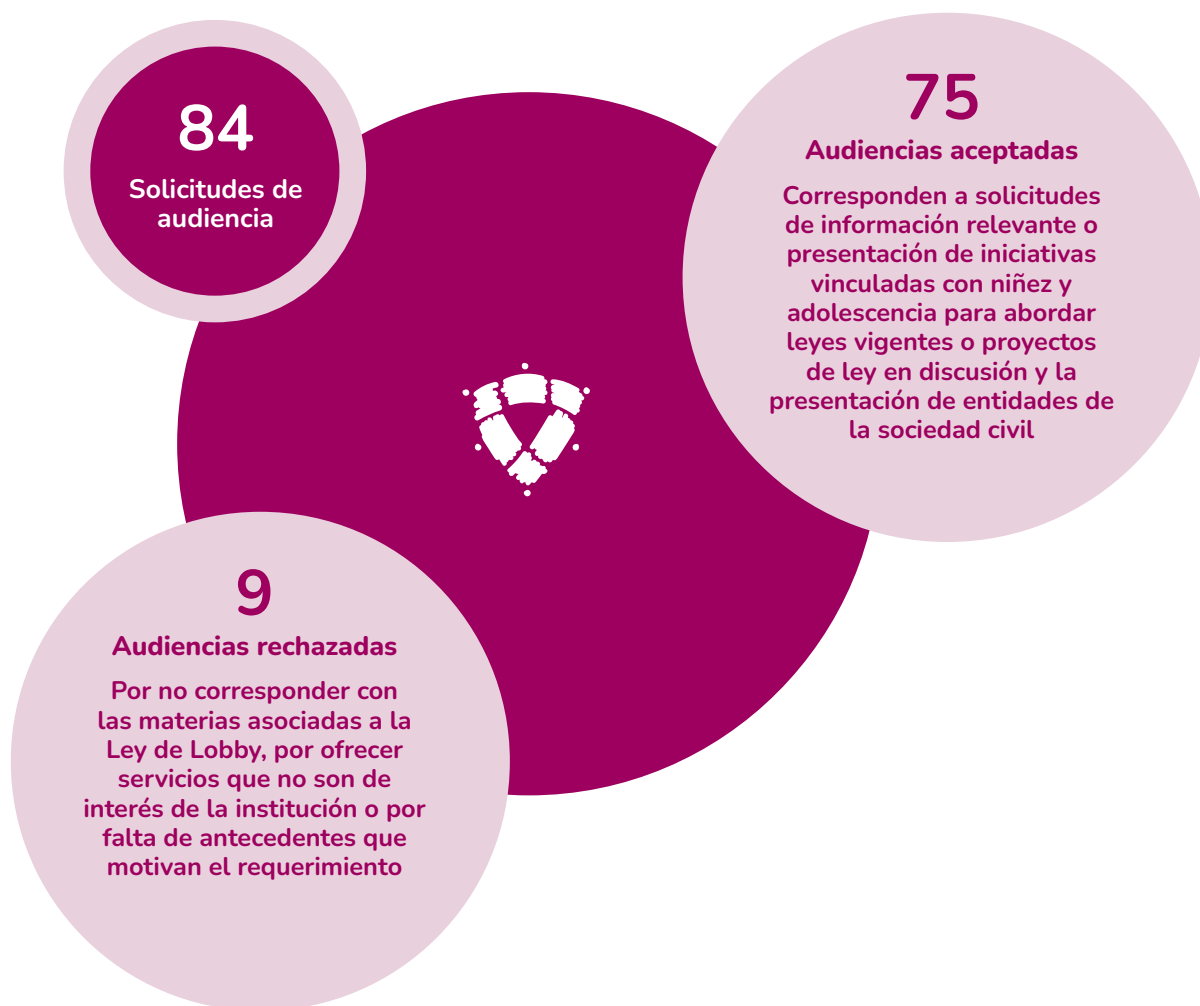 84
Solicitudes de
audiencia
75
Audiencias aceptadas
Corresponden a solicitudes
de información relevante o
presentación de iniciativas
vinculadas con niñez y
adolescencia para abordar
leyes vigentes o proyectos
de ley en discusión y la
presentación de entidades de
la sociedad civil
9
Audiencias rechazadas
Por no corresponder con
las materias asociadas a la
Ley de Lobby, por ofrecer
servicios que no son de
interés de la institución o por
falta de antecedentes que
motivan el requerimiento